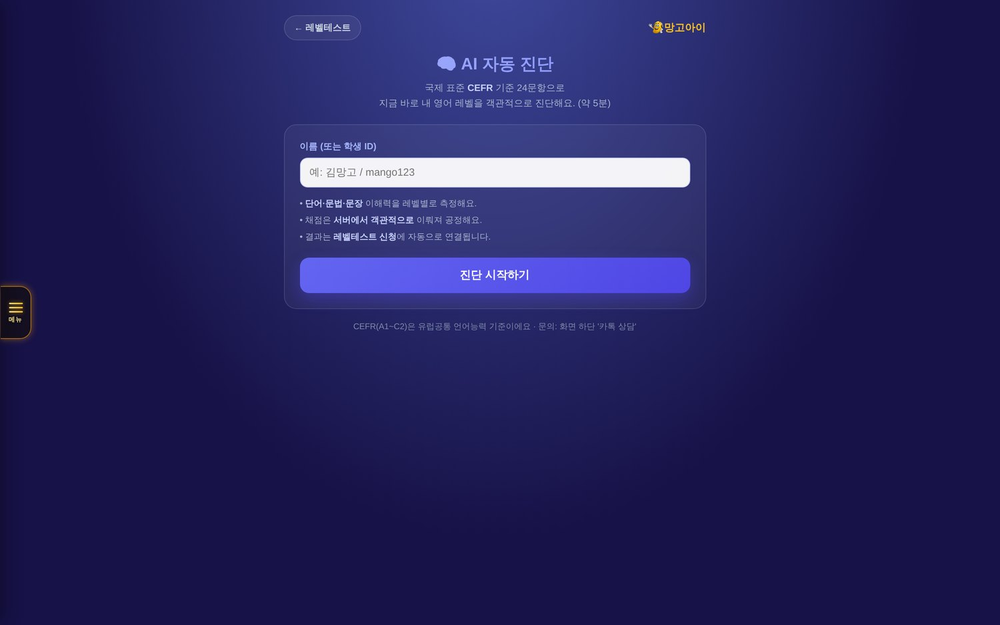 ← 레벨테스트
망고아이
AI 자동 진단
국제 표준 CEFR 기준 24문항으로
지금 바로 내 영어 레벨을 객관적으로 진단해요. (약 5분)
이름 (또는 학생 ID)
예: 김망고 / mango123
• 단어·문법·문장 이해력을 레벨별로 측정해요.
• 채점은 서버에서 객관적으로 이뤄져 공정해요.
• 결과는 레벨테스트 신청에 자동으로 연결됩니다.
진단 시작하기
메뉴
CEFR(A1~C2)은 유럽공통 언어능력 기준이에요 · 문의: 화면 하단 '카톡 상담'